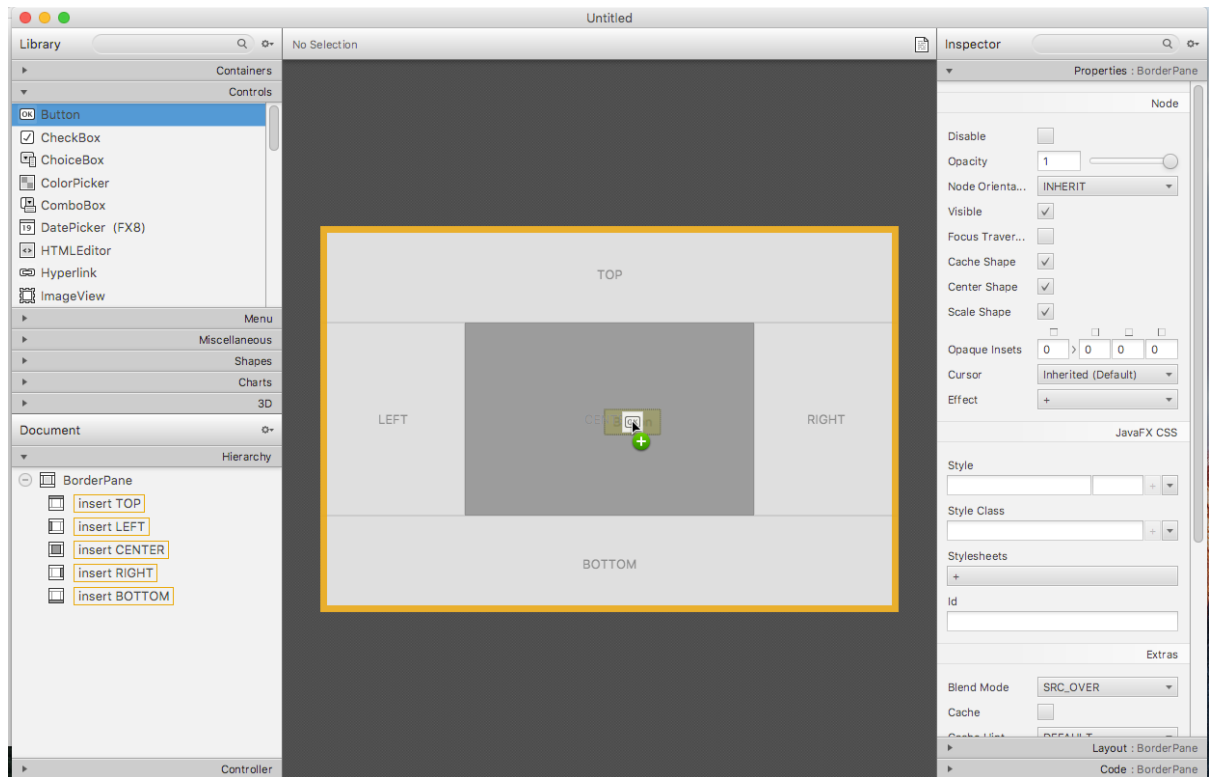 Untitled
Library
Containers
Controls
OK Button
CheckBox
ChoiceBox
ColorPicker
ComboBox
19 DatePicker (FX8)
HTMLEditor
Hyperlink
ImageView
Menu
Miscellaneous
Shapes
Charts
3D
Document
Hierarchy
BorderPane
insert TOP
insert LEFT
insert CENTER
insert RIGHT
insert BOTTOM
Controller
No Selection
TOP
LEFT
RIGHT
BOTTOM
Inspector
Properties : BorderPane
Node
Disable
Opacity 1
Node Orienta... INHERIT
Visible
Focus Traver...
Cache Shape
Center Shape
Scale Shape
Opaque Insets 0 > 0 0 0
Cursor Inherited (Default)
Effect +
JavaFX CSS
Style
+
Style Class
+
Stylesheets
+
Id
Extras
Blend Mode SRC_OVER
Cache
Layout : BorderPane
Code : BorderPane